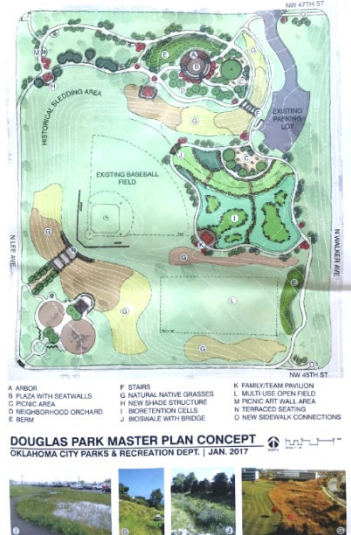 NW 47TH ST
HISTORICAL SLEDDING AREA
EXISTING
PARKING
LOT
EXISTING BASEBALL
FIELD
N LEE AVE.
N WALKER AVE.
NW 45TH ST
A ARBOR
B PLAZA WITH SEATWALLS
C PICNIC AREA
D NEIGHBORHOOD ORCHARD
E BERM
F STAIRS
G NATURAL NATIVE GRASSES
H NEW SHADE STRUCTURE
I BIORETENTION CELLS
J BIOSWALE WITH BRIDGE
K FAMILY/TEAM PAVILION
L MULTI-USE OPEN FIELD
M PICNIC ART WALL AREA
N TERRACED SEATING
O NEW SIDEWALK CONNECTIONS
DOUGLAS PARK MASTER PLAN CONCEPT
OKLAHOMA CITY PARKS & RECREATION DEPT. | JAN. 2017